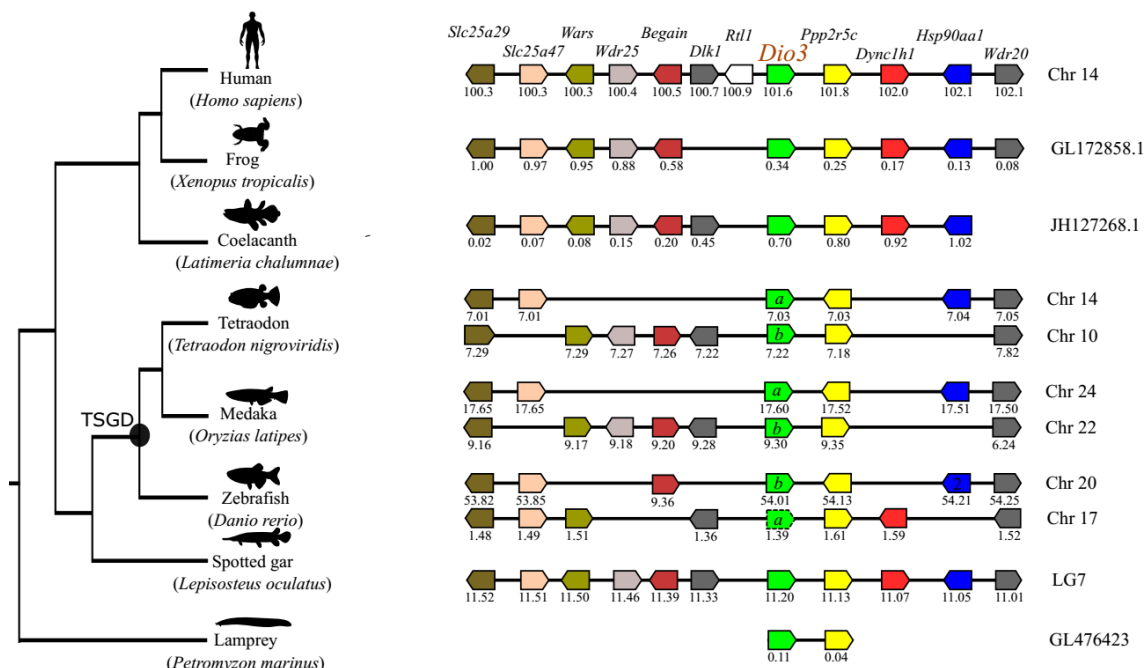 Slc25a29 Wars Begain Rtl1 Ppp2r5c Hsp90aa1
Slc25a47 Wdr25 Dlk1 Dio3 Dync1h1 Wdr20
Human
(Homo sapiens)
Chr 14
100.3 100.3 100.3 100.4 100.5 100.7 100.9 101.6 101.8 102.0 102.1 102.1
Frog
(Xenopus tropicalis)
GL172858.1
1.00 0.97 0.95 0.88 0.58 0.34 0.25 0.17 0.13 0.08
Coelacanth
(Latimeria chalumnae)
JH127268.1
0.02 0.07 0.08 0.15 0.20 0.45 0.70 0.80 0.92 1.02
Tetraodon
(Tetraodon nigroviridis)
a Chr 14
7.01 7.01 7.03 7.03 7.04 7.05
b Chr 10
7.29 7.29 7.27 7.26 7.22 7.22 7.18 7.82
TSGD
Medaka
(Oryzias latipes)
a Chr 24
17.65 17.65 17.60 17.52 17.51 17.50
b Chr 22
9.16 9.17 9.18 9.20 9.28 9.30 9.35 6.24
Zebrafish
(Danio rerio)
b 2 Chr 20
53.82 53.85 9.36 54.01 54.13 54.21 54.25
a Chr 17
1.48 1.49 1.51 1.36 1.39 1.61 1.59 1.52
Spotted gar
(Lepisosteus oculatus)
LG7
11.52 11.51 11.50 11.46 11.39 11.33 11.20 11.13 11.07 11.05 11.01
Lamprey
(Petromyzon marinus)
GL476423
0.11 0.04